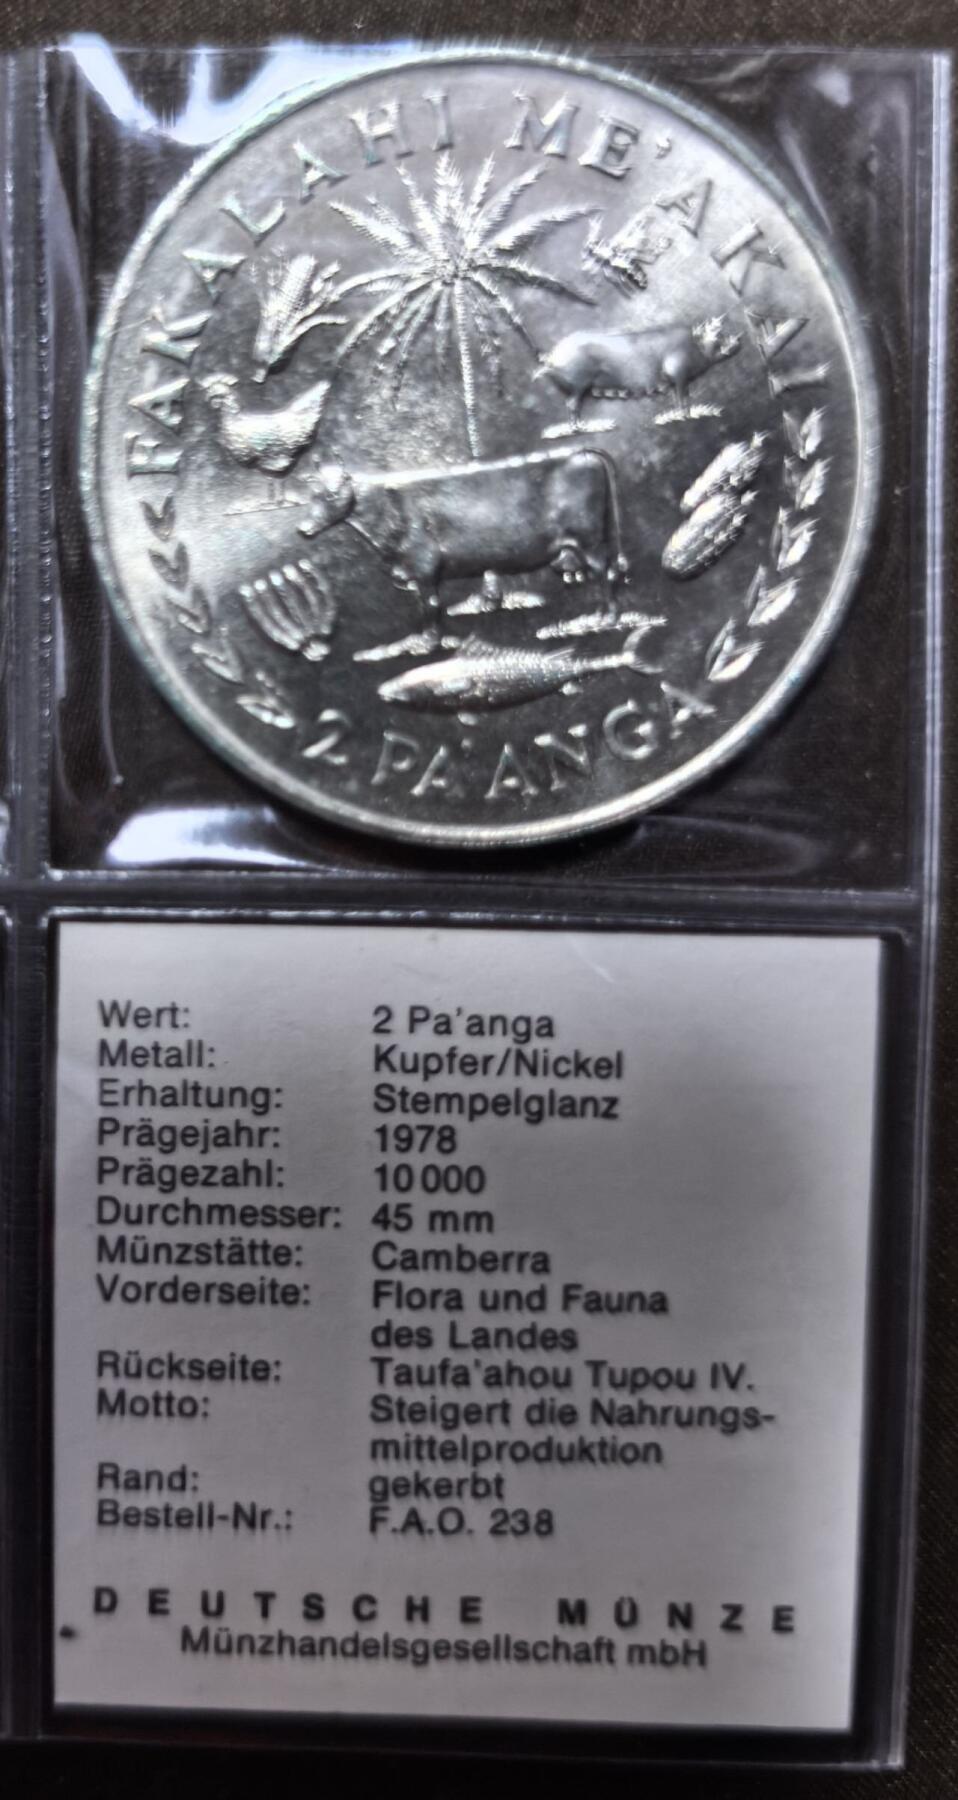 FAKALAHI ME'AKAI
2 PA'ANGA
Wert: 2 Pa'anga
Metall: Kupfer/Nickel
Erhaltung: Stempelglanz
Prägejahr: 1978
Prägezahl: 10 000
Durchmesser: 45 mm
Münzstätte: Camberra
Vorderseite: Flora und Fauna
des Landes
Rückseite: Taufa'ahou Tupou IV.
Motto: Steigert die Nahrungs-
mittelproduktion
Rand: gekerbt
Bestell-Nr.: F.A.O. 238
DEUTSCHE MÜNZE
Münzhandelsgesellschaft mbH